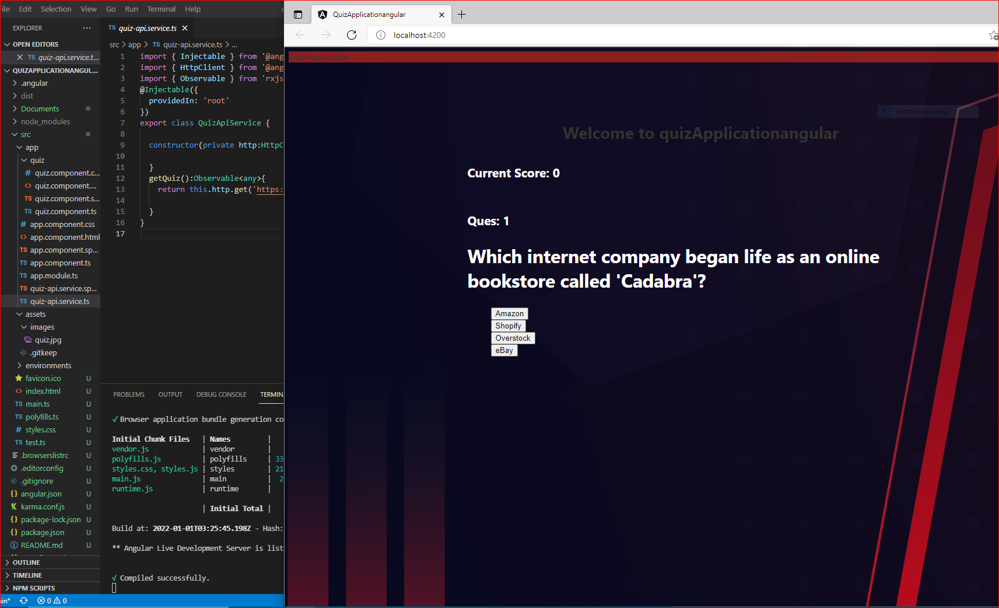 File Edit Selection View Go Run Terminal Help
EXPLORER ...
OPEN EDITORS
TS quiz-api.service.t...
QUIZAPPLICATIONANGUL...
.angular
dist
Documents
node_modules
src
app
quiz
# quiz.component.c...
<> quiz.component....
TS quiz.component.s...
TS quiz.component.ts
# app.component.css
<> app.component.html
TS app.component.sp...
TS app.component.ts
TS app.module.ts
TS quiz-api.service.sp...
TS quiz-api.service.ts
assets
images
quiz.jpg
.gitkeep
environments
favicon.ico U
<> index.html U
TS main.ts U
TS polyfills.ts U
# styles.css U
TS test.ts U
.browserslistrc U
.editorconfig U
.gitignore U
{} angular.json U
karma.conf.js U
{} package-lock.json U
{} package.json U
README.md U
OUTLINE
TIMELINE
NPM SCRIPTS
0 0
TS quiz-api.service.ts
src > app > TS quiz-api.service.ts > ...
1 import { Injectable } from '@ang
2 import { HttpClient } from '@ang
3 import { Observable } from 'rxjs
4 @Injectable({
5 providedIn: 'root'
6 })
7 export class QuizApiService {
8
9 constructor(private http:HttpC
10
11 }
12 getQuiz():Observable<any>{
13 return this.http.get('https:
14
15 }
16 }
17
PROBLEMS OUTPUT DEBUG CONSOLE TERMIN
√ Browser application bundle generation co
Initial Chunk Files | Names |
vendor.js | vendor |
polyfills.js | polyfills | 33
styles.css, styles.js | styles | 21
main.js | main | 2
runtime.js | runtime |
| Initial Total |
Build at: 2022-01-01T03:25:45.198Z - Hash:
** Angular Live Development Server is list
√ Compiled successfully.
QuizApplicationangular
localhost:4200
Quiz Application
Rectangular Snip
Welcome to quizApplicationangular
Current Score: 0
Ques: 1
Which internet company began life as an online
bookstore called 'Cadabra'?
Amazon
Shopify
Overstock
eBay